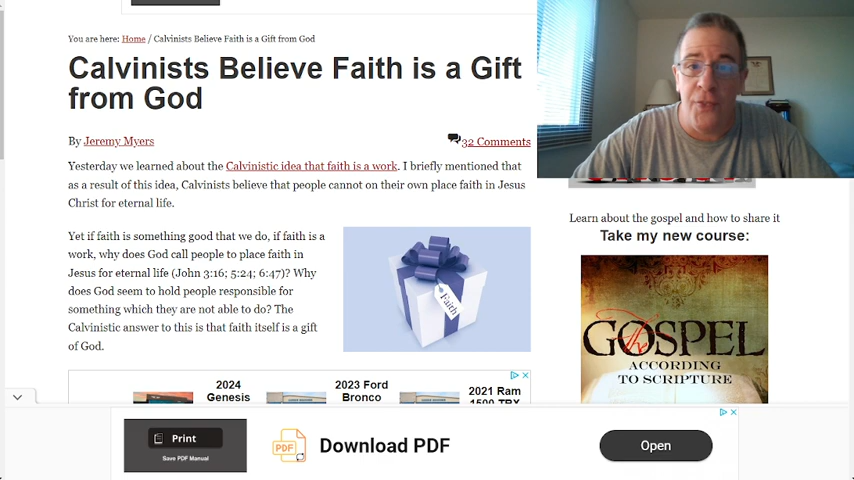 You are here: Home / Calvinists Believe Faith is a Gift from God
Calvinists Believe Faith is a Gift
from God
By Jeremy Myers
32 Comments
Yesterday we learned about the Calvinistic idea that faith is a work. I briefly mentioned that
as a result of this idea, Calvinists believe that people cannot on their own place faith in Jesus
Christ for eternal life.
Yet if faith is something good that we do, if faith is a
work, why does God call people to place faith in
Jesus for eternal life (John 3:16; 5:24; 6:47)? Why
does God seem to hold people responsible for
something which they are not able to do? The
Calvinistic answer to this is that faith itself is a gift
of God.
Faith
Learn about the gospel and how to share it
Take my new course:
The
GOSPEL
ACCORDING
TO SCRIPTURE
2024
Genesis
2023 Ford
Bronco
2021 Ram
1500 TRX
Print
Save PDF Manual
PDF
Download PDF
Open